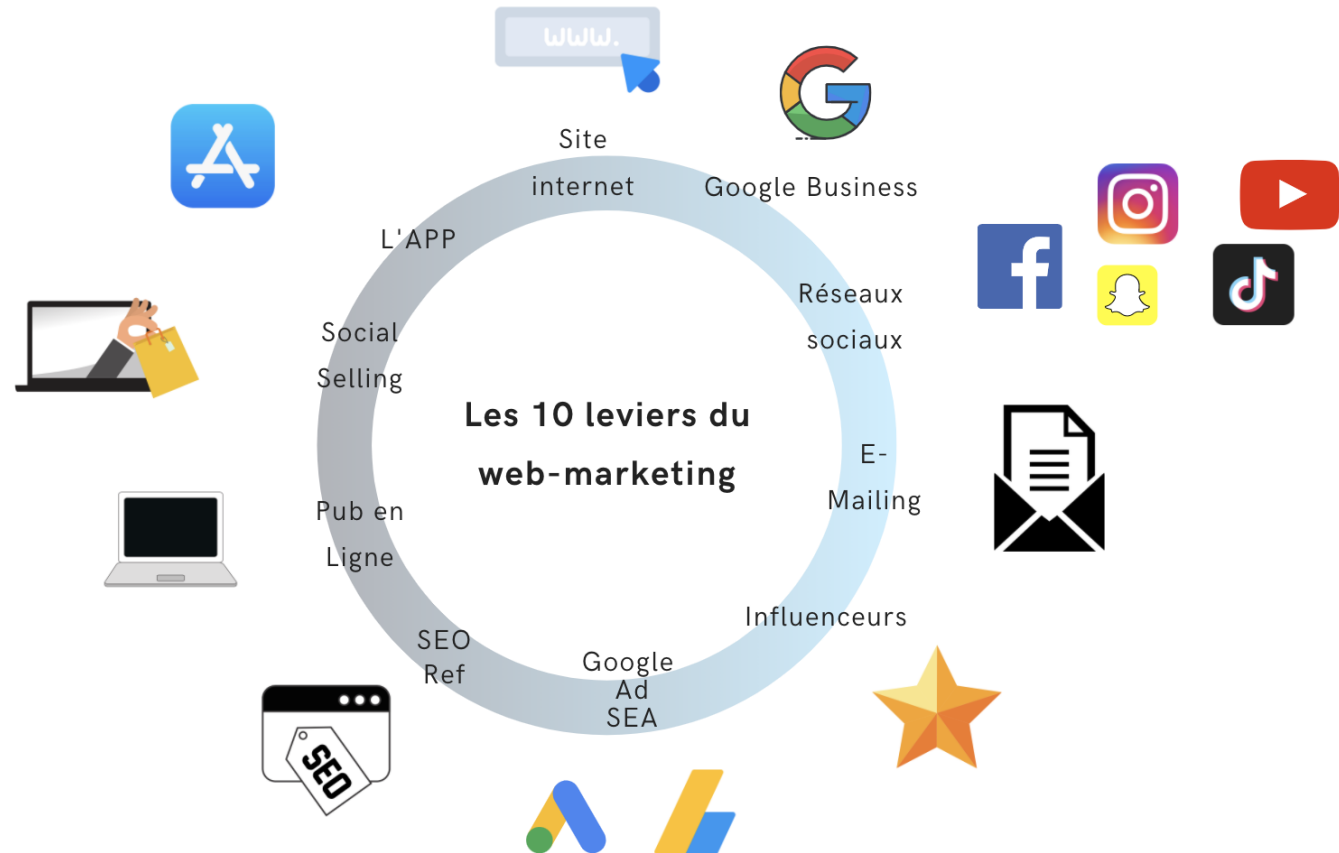 www.
Site
internet
Google Business
Réseaux
sociaux
E-
Mailing
Influenceurs
Google
Ad
SEA
SEO
Ref
SEO
Pub en
Ligne
Social
Selling
L'APP
Les 10 leviers du
web-marketing